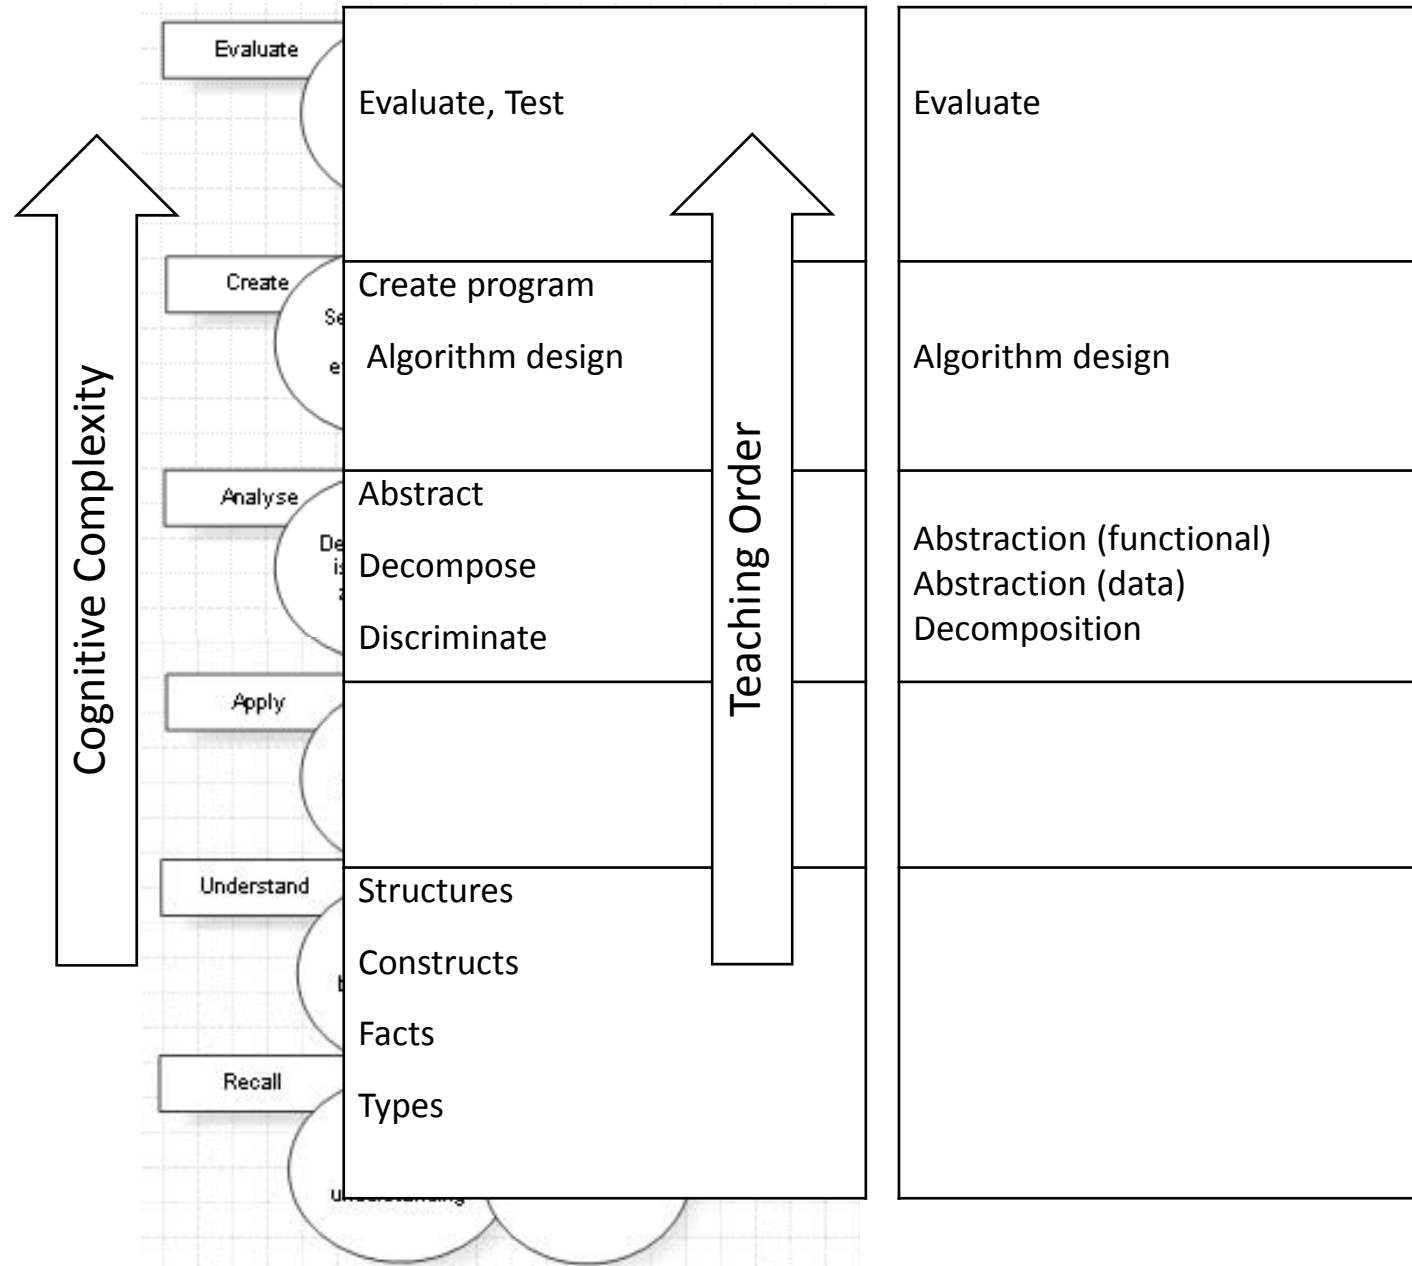 Evaluate
Evaluate, Test
Evaluate
Create
Create program
Algorithm design
Algorithm design
Analyse
Abstract
Decompose
Discriminate
Abstraction (functional)
Abstraction (data)
Decomposition
Apply
Understand
Structures
Constructs
Facts
Recall
Types
understanding
Cognitive Complexity
Teaching Order